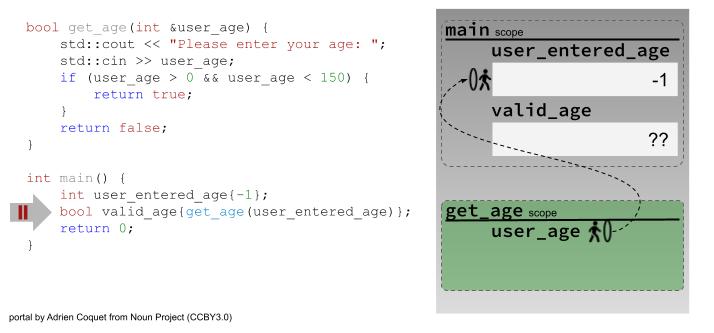 bool get_age(int &user_age) {
    std::cout << "Please enter your age: ";
    std::cin >> user_age;
    if (user_age > 0 && user_age < 150) {
        return true;
    }
    return false;
}
int main() {
    int user_entered_age{-1};
    bool valid_age{get_age(user_entered_age)};
    return 0;
}
main scope
user_entered_age
-1
valid_age
??
get_age scope
user_age
portal by Adrien Coquet from Noun Project (CCBY3.0)